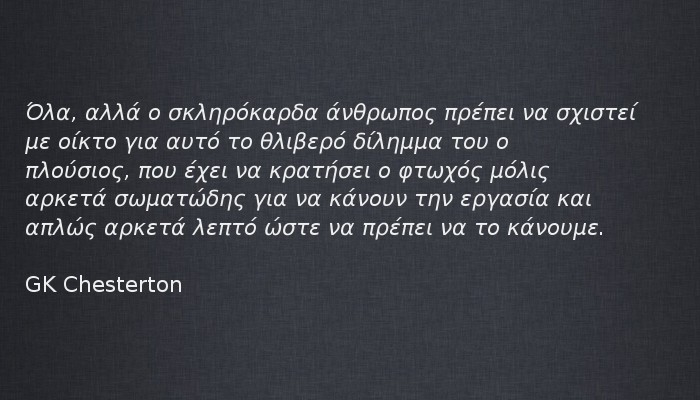 Όλα, αλλά ο σκληρόκαρδα άνθρωπος πρέπει να σχιστεί
με οίκτο για αυτό το θλιβερό δίλημμα του ο
πλούσιος, που έχει να κρατήσει ο φτωχός μόλις
αρκετά σωματώδης για να κάνουν την εργασία και
απλώς αρκετά λεπτό ώστε να πρέπει να το κάνουμε.
GK Chesterton